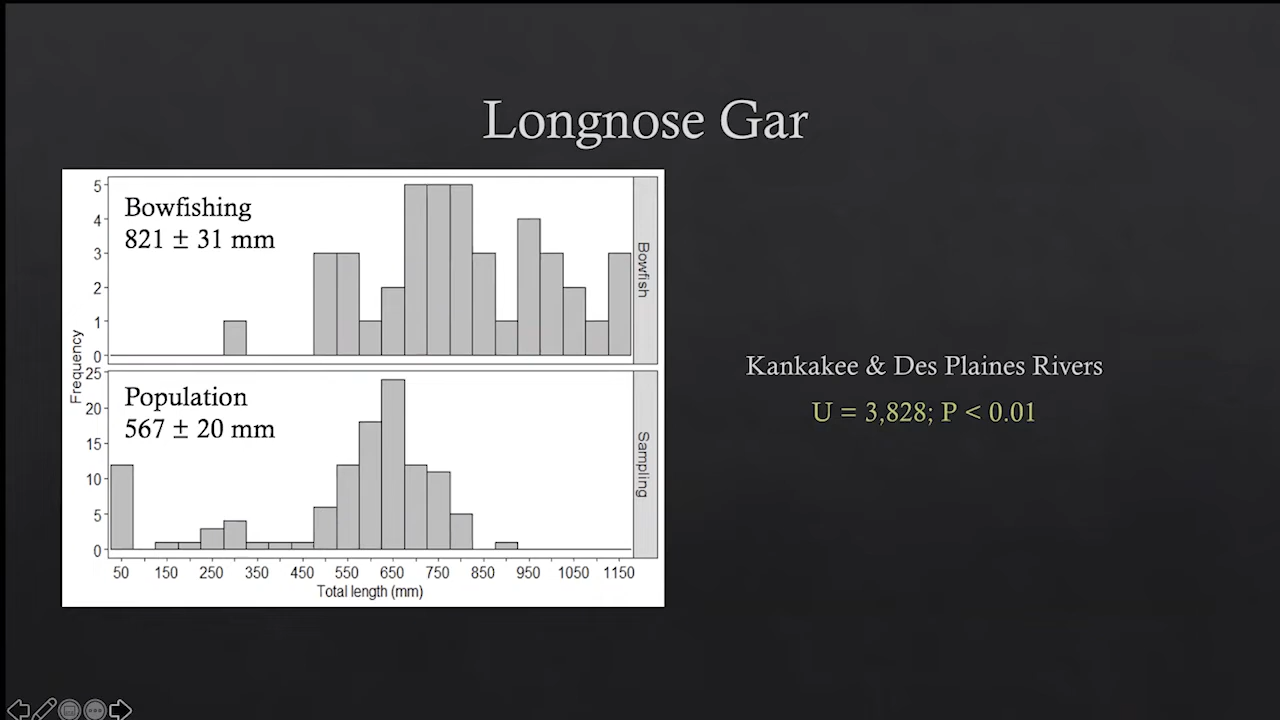 Longnose Gar
Bowfishing
821 ± 31 mm
5
4
3
2
1
0
Bowfish
Frequency
Population
567 ± 20 mm
25
20
15
10
5
0
Sampling
50 150 250 350 450 550 650 750 850 950 1050 1150
Total length (mm)
Kankakee & Des Plaines Rivers
U = 3,828; P < 0.01